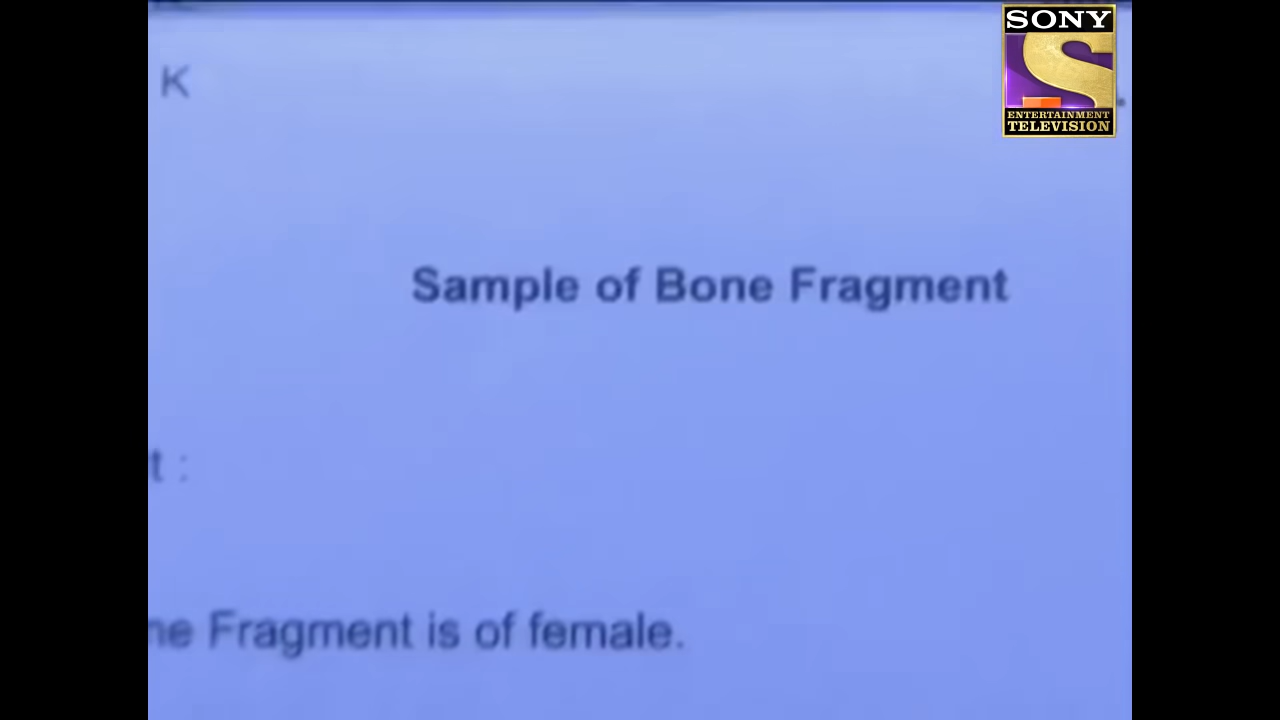 SONY
ENTERTAINMENT
TELEVISION
K
Sample of Bone Fragment
t :
ne Fragment is of female.